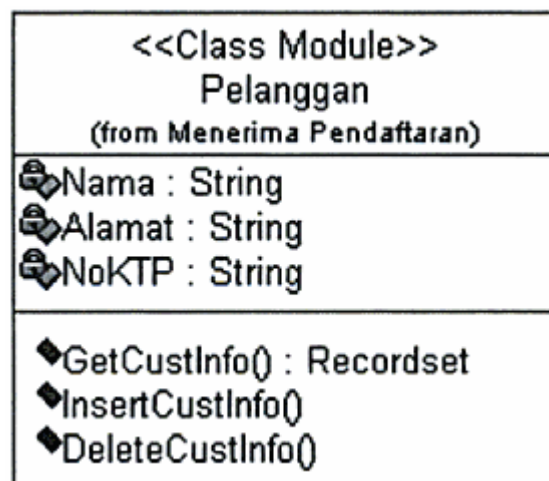 <<Class Module>>
Pelanggan
(from Menerima Pendaftaran)
Nama : String
Alamat : String
NoKTP : String
GetCustInfo() : Recordset
InsertCustInfo()
DeleteCustInfo()